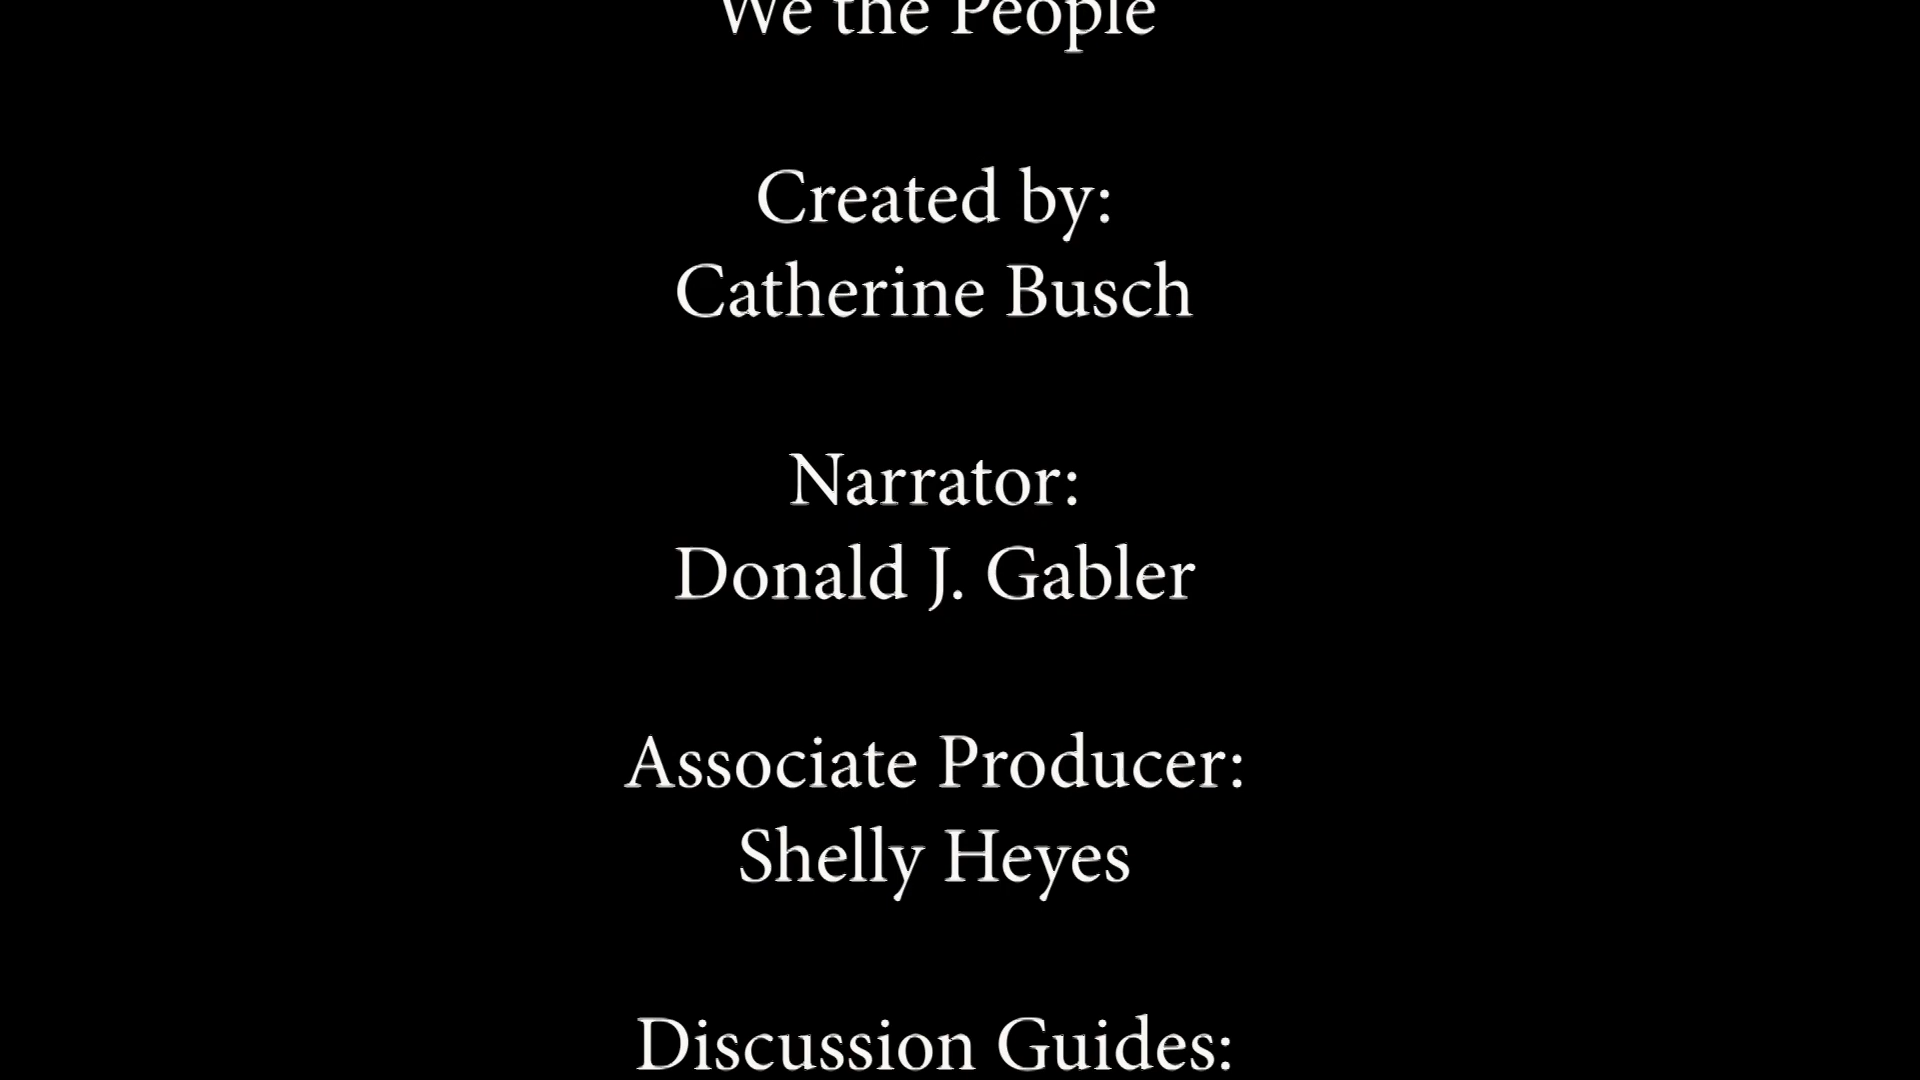 We the People
Created by:
Catherine Busch
Narrator:
Donald J. Gabler
Associate Producer:
Shelly Heyes
Discussion Guides: